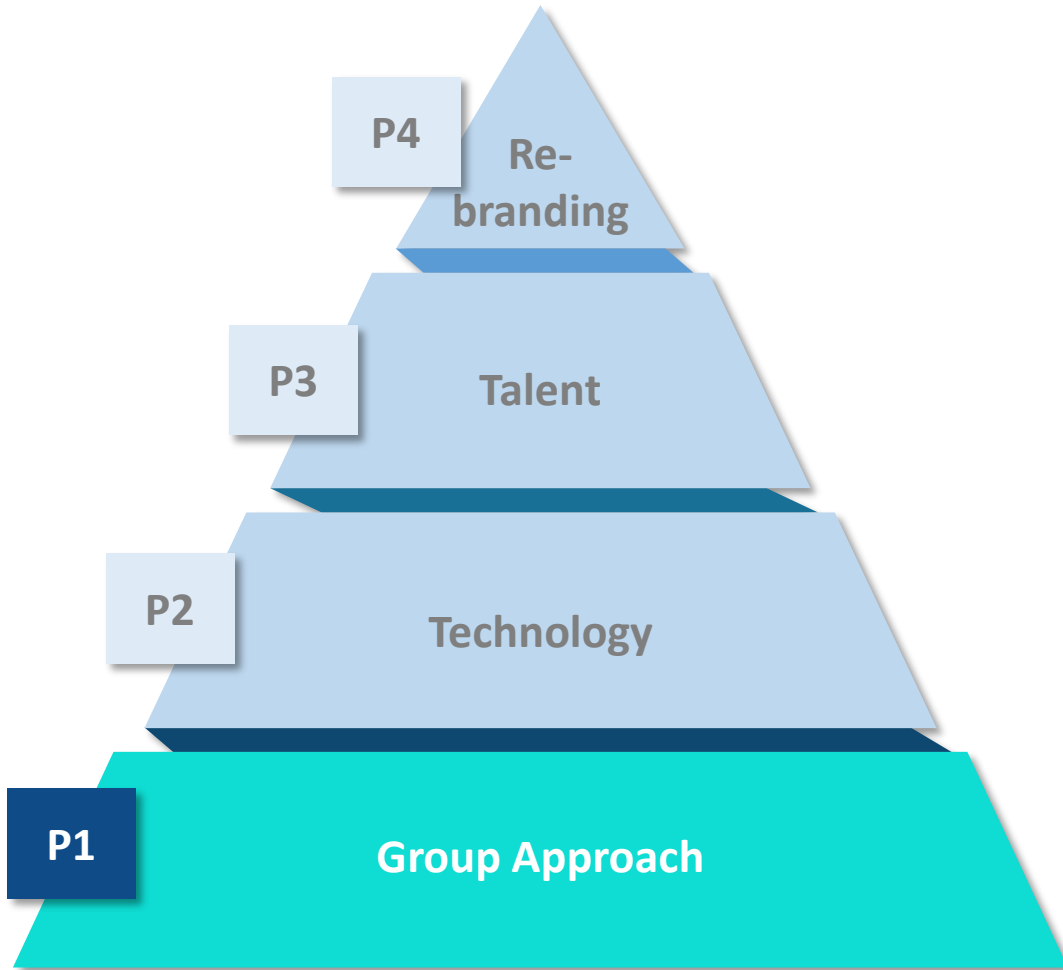 P4
Re-
branding
P3
Talent
P2
Technology
P1
Group Approach